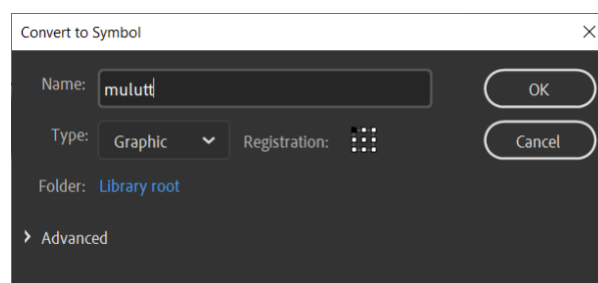 Convert to Symbol
Name: mulutt OK
Type: Graphic Registration: Cancel
Folder: Library root
Advanced